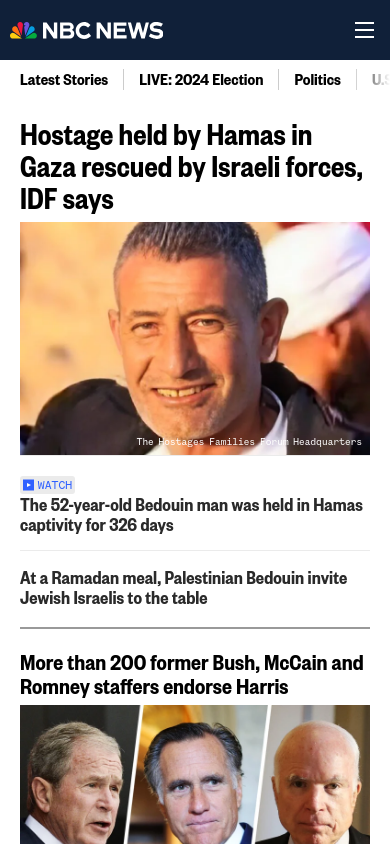 NBC NEWS
Latest Stories
LIVE: 2024 Election
Politics
Hostage held by Hamas in
Gaza rescued by Israeli forces,
IDF says
The Hostages Families Forum Headquarters
WATCH
The 52-year-old Bedouin man was held in Hamas
captivity for 326 days
At a Ramadan meal, Palestinian Bedouin invite
Jewish Israelis to the table
More than 200 former Bush, McCain and
Romney staffers endorse Harris